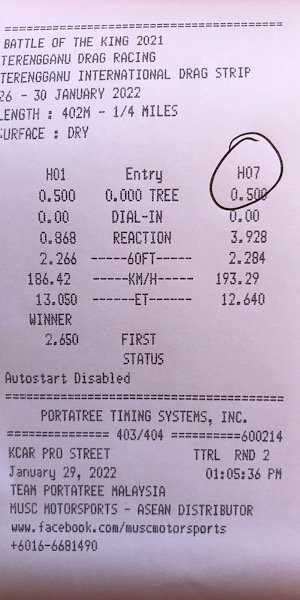 ======================================
BATTLE OF THE KING 2021
TERENGGANU DRAG RACING
TERENGGANU INTERNATIONAL DRAG STRIP
26 - 30 JANUARY 2022
LENGTH : 402M - 1/4 MILES
SURFACE : DRY
H01 Entry H07
0.500 0.000 TREE 0.500
0.00 DIAL-IN 0.00
0.868 REACTION 3.928
2.266 -----60FT----- 2.284
186.42 -----KM/H----- 193.29
13.050 ------ET------ 12.640
WINNER
2.650 FIRST
STATUS
Autostart Disabled
======================================
PORTATREE TIMING SYSTEMS, INC.
=============== 403/404 ==========600214
KCAR PRO STREET TTRL RND 2
January 29, 2022 01:05:36 PM
TEAM PORTATREE MALAYSIA
MUSC MOTORSPORTS - ASEAN DISTRIBUTOR
www.facebook.com/muscmotorsports
+6016-6681490